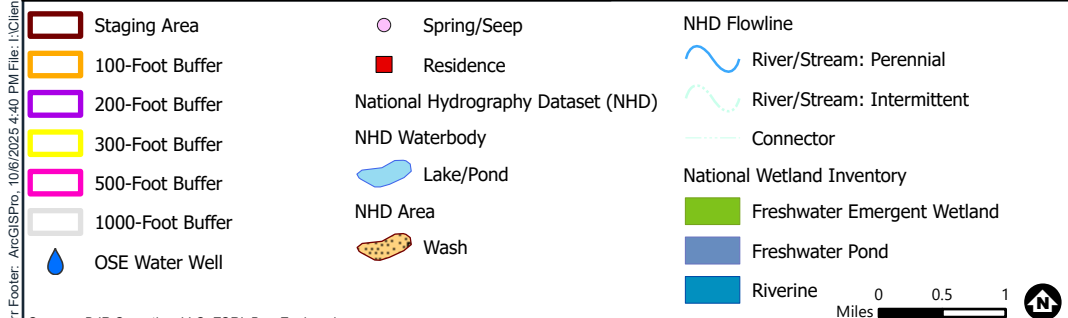 Staging Area
100-Foot Buffer
200-Foot Buffer
300-Foot Buffer
500-Foot Buffer
1000-Foot Buffer
OSE Water Well
Spring/Seep
Residence
National Hydrography Dataset (NHD)
NHD Waterbody
Lake/Pond
NHD Area
Wash
NHD Flowline
River/Stream: Perennial
River/Stream: Intermittent
Connector
National Wetland Inventory
Freshwater Emergent Wetland
Freshwater Pond
Riverine
0 0.5 1
Miles
N
ArcGISPro, 10/6/2025 4:40 PM File: I:\Clien